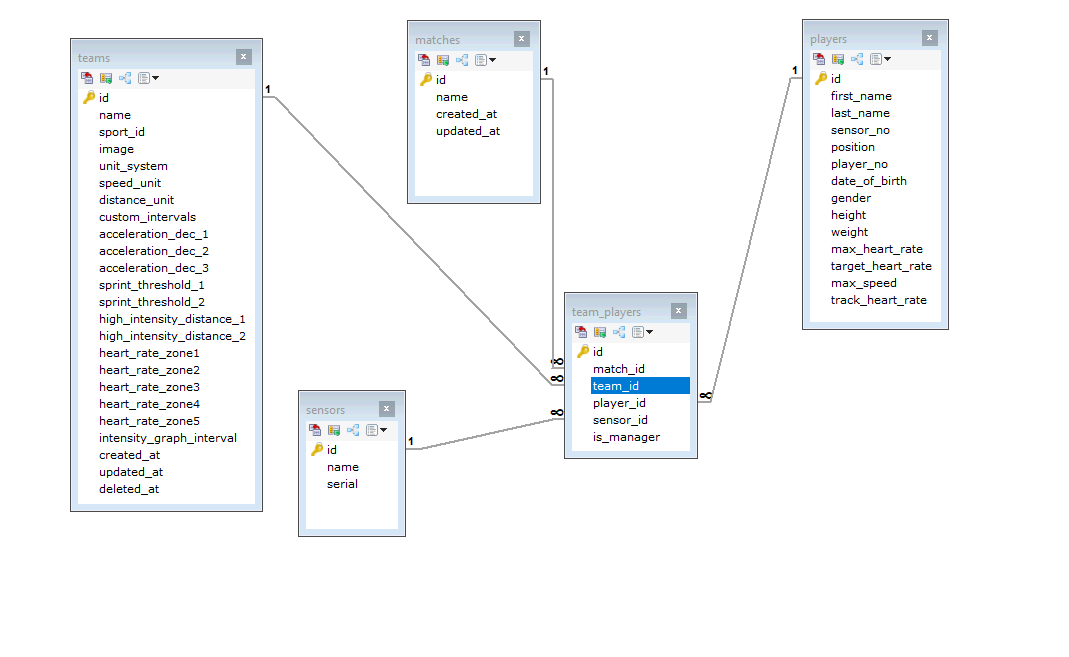 teams
id
name
sport_id
image
unit_system
speed_unit
distance_unit
custom_intervals
acceleration_dec_1
acceleration_dec_2
acceleration_dec_3
sprint_threshold_1
sprint_threshold_2
high_intensity_distance_1
high_intensity_distance_2
heart_rate_zone1
heart_rate_zone2
heart_rate_zone3
heart_rate_zone4
heart_rate_zone5
intensity_graph_interval
created_at
updated_at
deleted_at
1
matches
id
name
created_at
updated_at
1
players
id
first_name
last_name
sensor_no
position
player_no
date_of_birth
gender
height
weight
max_heart_rate
target_heart_rate
max_speed
track_heart_rate
1
sensors
id
name
serial
1
team_players
id
match_id
team_id
player_id
sensor_id
is_manager
∞
∞
∞
∞